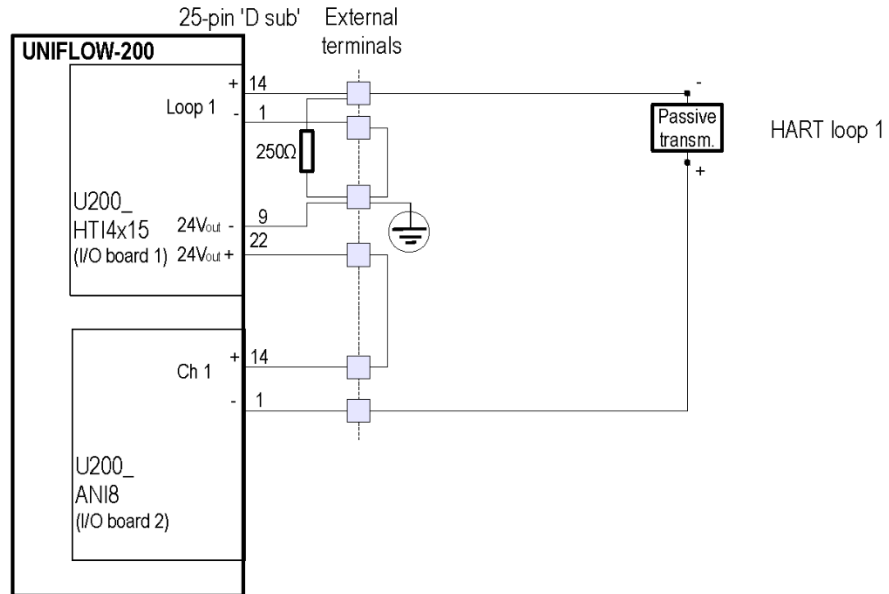 25-pin 'D sub' External
terminals
UNIFLOW-200
+ 14
Loop 1
- 1
250Ω
U200_
HTI4x15
(I/O board 1)
24Vout - 9
24Vout + 22
-
Passive
transm.
+
HART loop 1
+ 14
Ch 1
- 1
U200_
ANI8
(I/O board 2)